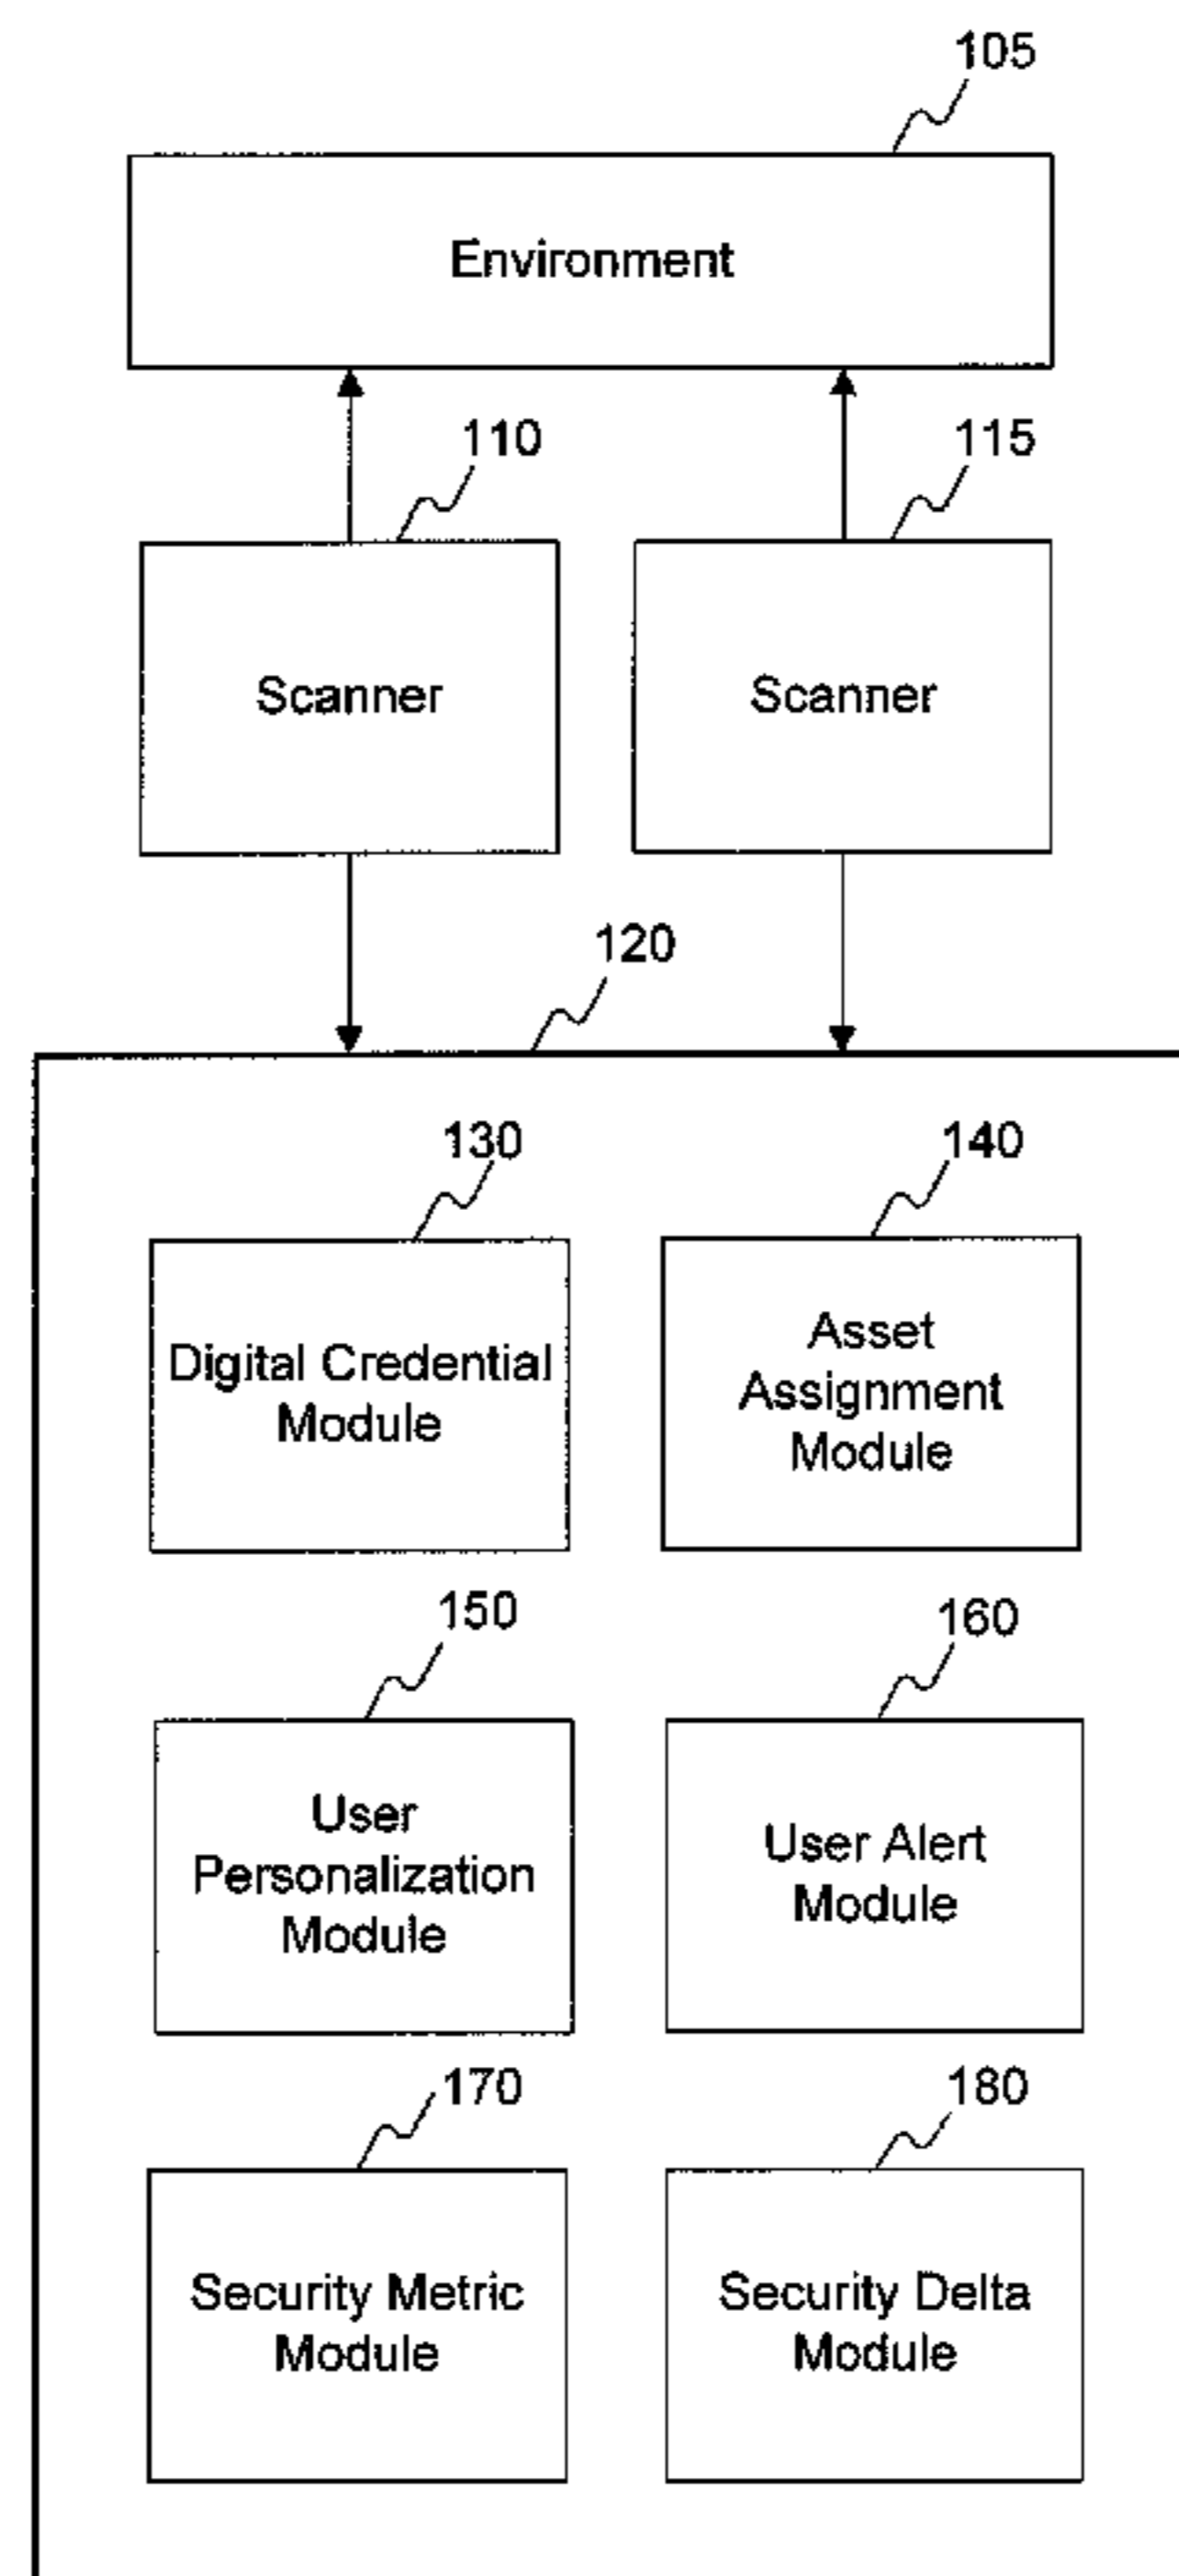 105
Environment
110
115
Scanner
Scanner
120
130
140
Digital Credential
Module
Asset
Assignment
Module
150
160
User
Personalization
Module
User Alert
Module
170
180
Security Metric
Module
Security Delta
Module